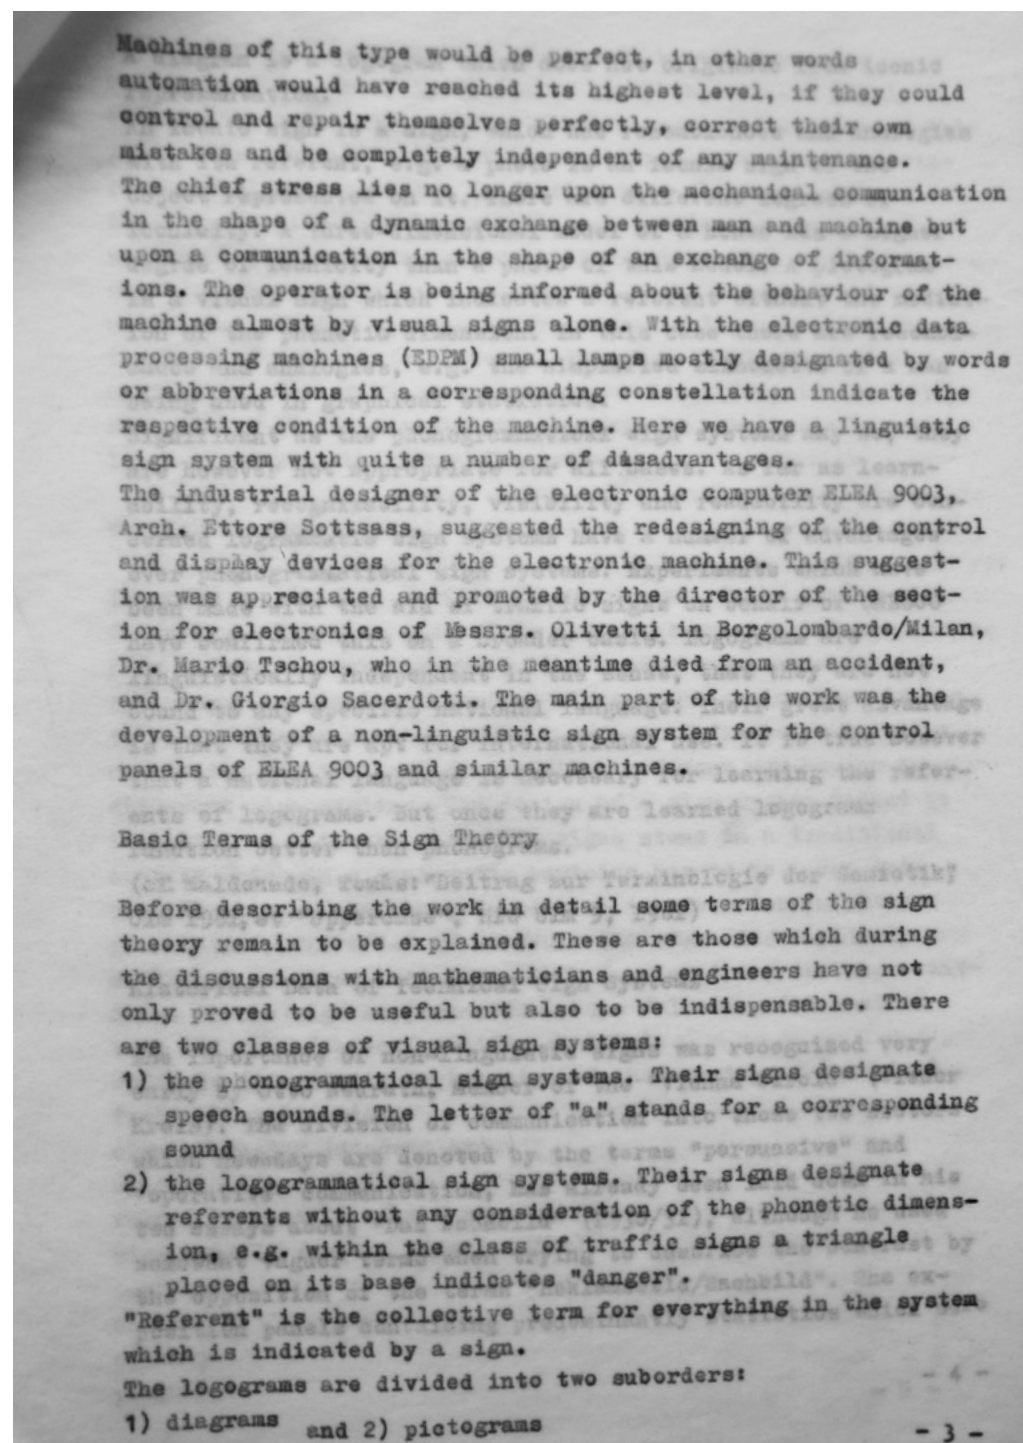 Machines of this type would be perfect, in other words
automation would have reached its highest level, if they could
control and repair themselves perfectly, correct their own
mistakes and be completely independent of any maintenance.
The chief stress lies no longer upon the mechanical communication
in the shape of a dynamic exchange between man and machine but
upon a communication in the shape of an exchange of informat-
ions. The operator is being informed about the behaviour of the
machine almost by visual signs alone. With the electronic data
processing machines (EDPM) small lamps mostly designated by words
or abbreviations in a corresponding constellation indicate the
respective condition of the machine. Here we have a linguistic
sign system with quite a number of disadvantages.
The industrial designer of the electronic computer ELEA 9003,
Arch. Ettore Sottsass, suggested the redesigning of the control
and dispmay devices for the electronic machine. This suggest-
ion was appreciated and promoted by the director of the sect-
ion for electronics of Messrs. Olivetti in Borgolombardo/Milan,
Dr. Mario Tschou, who in the meantime died from an accident,
and Dr. Giorgio Sacerdoti. The main part of the work was the
development of a non-linguistic sign system for the control
panels of ELEA 9003 and similar machines.
Basic Terms of the Sign Theory
Before describing the work in detail some terms of the sign
theory remain to be explained. These are those which during
the discussions with mathematicians and engineers have not
only proved to be useful but also to be indispensable. There
are two classes of visual sign systems:
1) the phonogrammatical sign systems. Their signs designate
speech sounds. The letter of "a" stands for a corresponding
sound
2) the logogrammatical sign systems. Their signs designate
referents without any consideration of the phonetic dimens-
ion, e.g. within the class of traffic signs a triangle
placed on its base indicates "danger".
"Referent" is the collective term for everything in the system
which is indicated by a sign.
The logograms are divided into two suborders:
1) diagrams and 2) pictograms
- 3 -